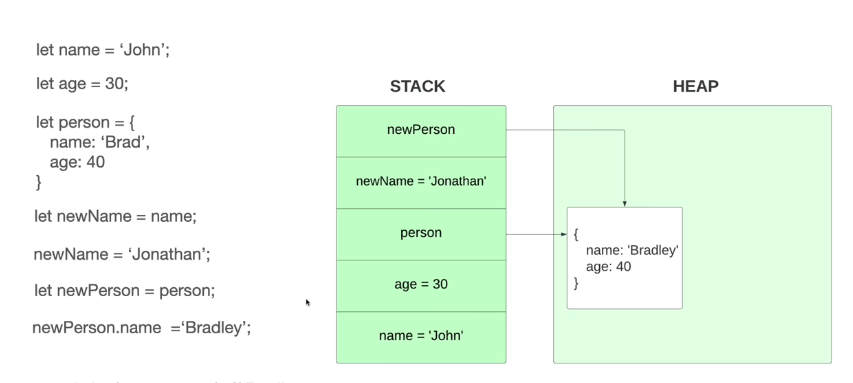 let name = ‘John’;
let age = 30;
let person = {
name: ‘Brad’,
age: 40
}
let newName = name;
newName = ‘Jonathan’;
let newPerson = person;
newPerson.name =‘Bradley’;
STACK
newPerson
newName = 'Jonathan'
person
age = 30
name = 'John'
HEAP
{
name: 'Bradley'
age: 40
}